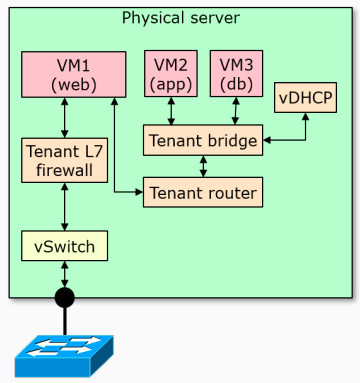 Physical server
VM1
(web)
VM2
(app)
VM3
(db)
vDHCP
Tenant L7
firewall
Tenant bridge
Tenant router
vSwitch